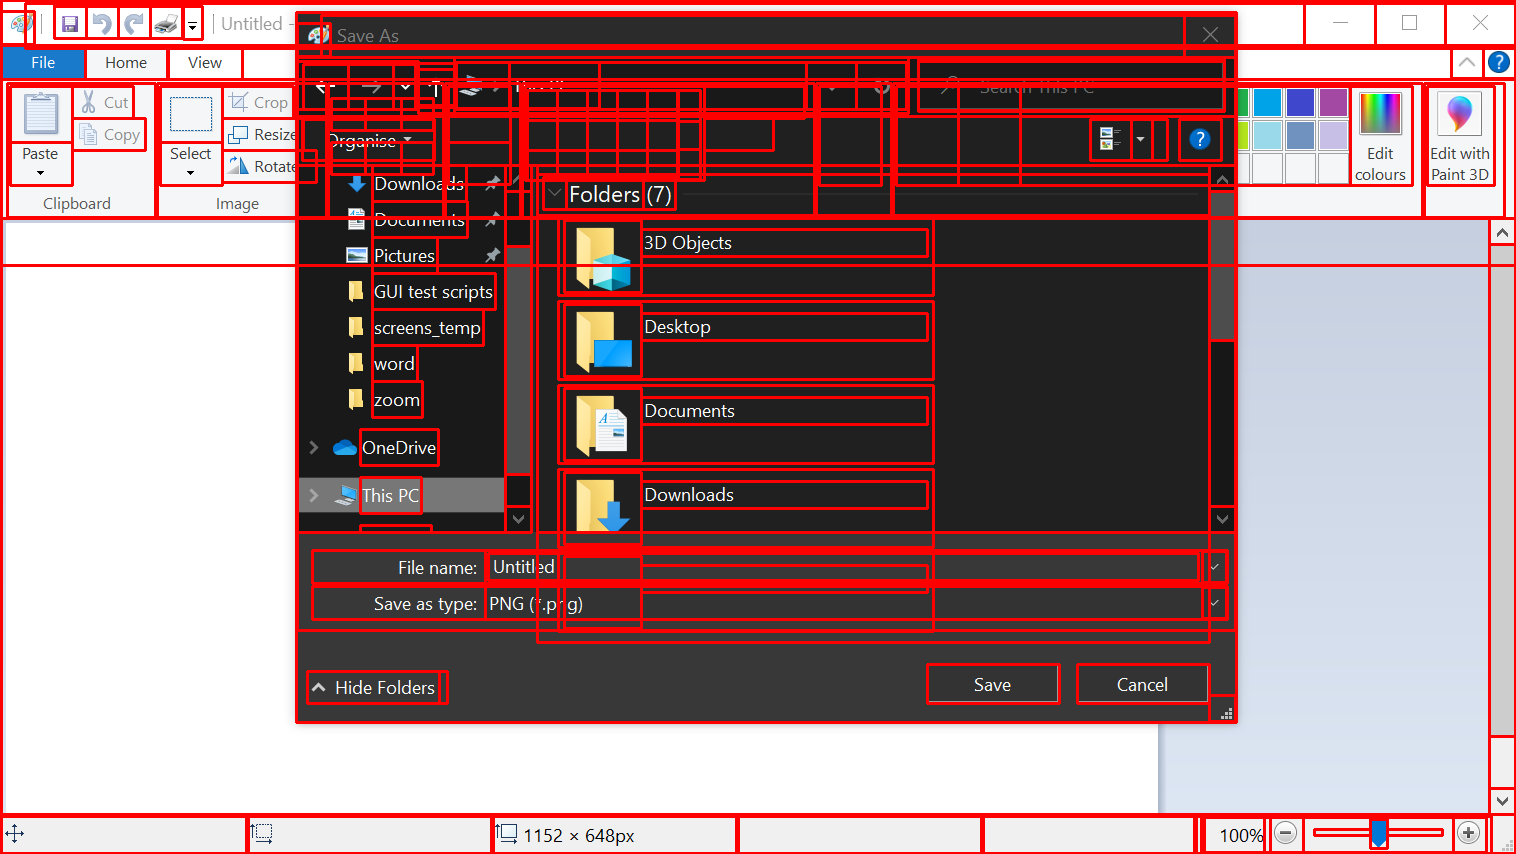 Untitled -
Save As
File
Home
View
Search This PC
Cut
Copy
Paste
Crop
Resize
Rotate
Select
Clipboard
Image
Edit
colours
Edit with
Paint 3D
Organise
Downloads
Documents
Pictures
GUI test scripts
screens_temp
word
zoom
OneDrive
This PC
Folders (7)
3D Objects
Desktop
Documents
Downloads
File name:
Untitled
Save as type:
PNG (*.png)
Hide Folders
Save
Cancel
1152 × 648px
100%